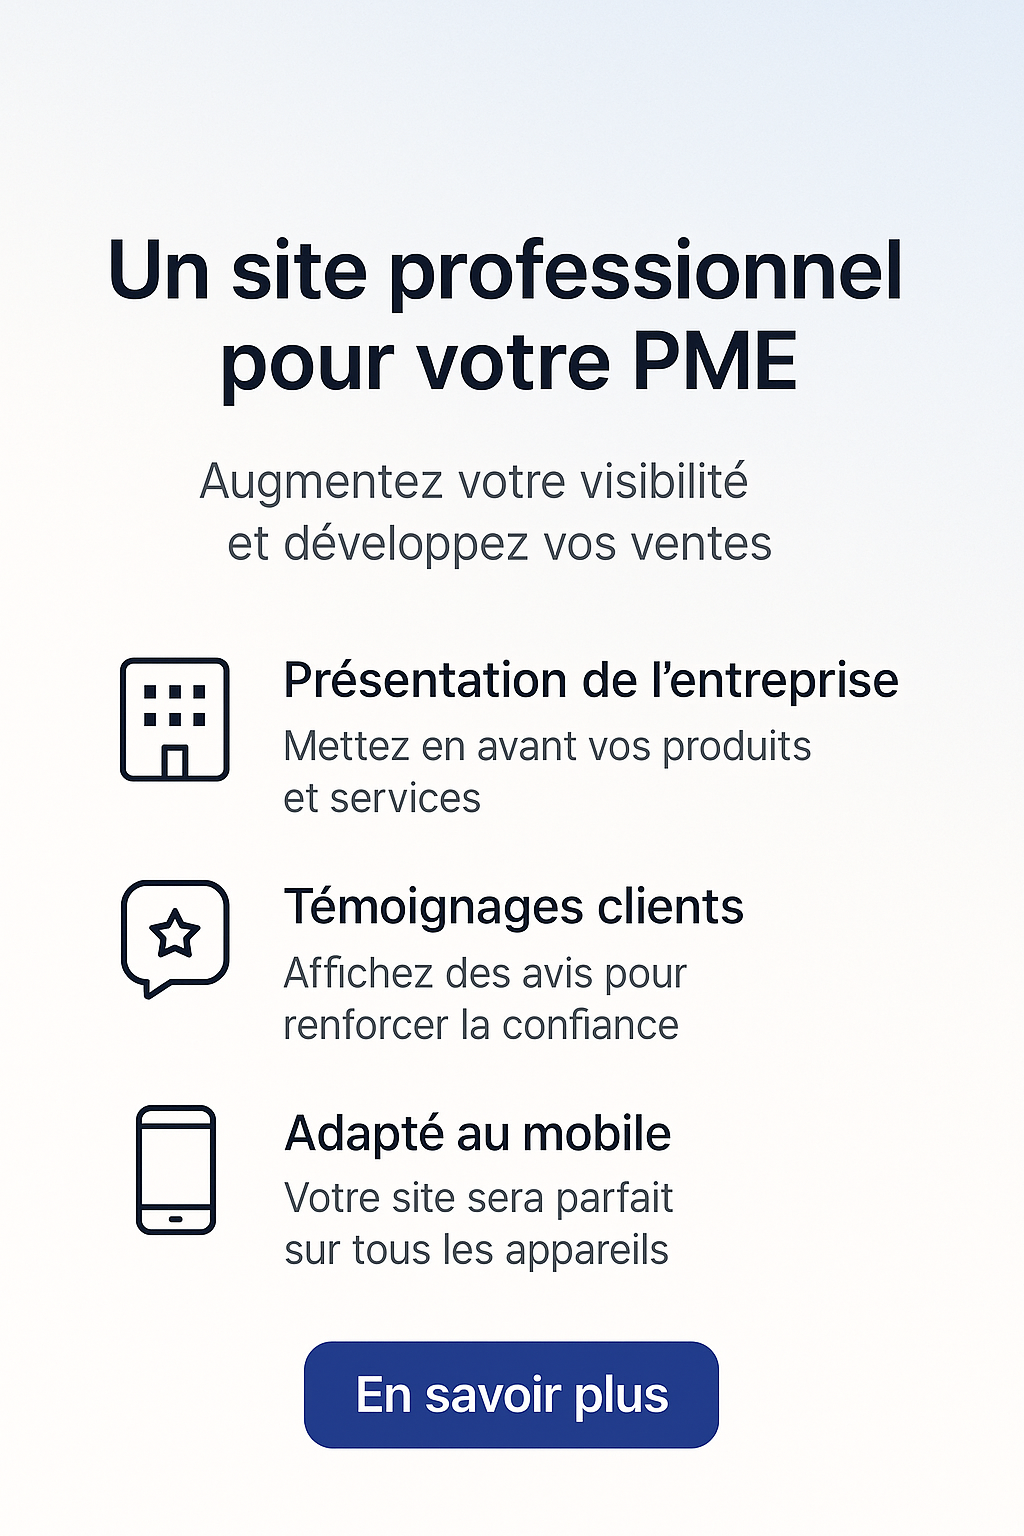 Un site professionnel
pour votre PME
Augmentez votre visibilité
et développez vos ventes
Présentation de l’entreprise
Mettez en avant vos produits
et services
Témoignages clients
Affichez des avis pour
renforcer la confiance
Adapté au mobile
Votre site sera parfait
sur tous les appareils
En savoir plus